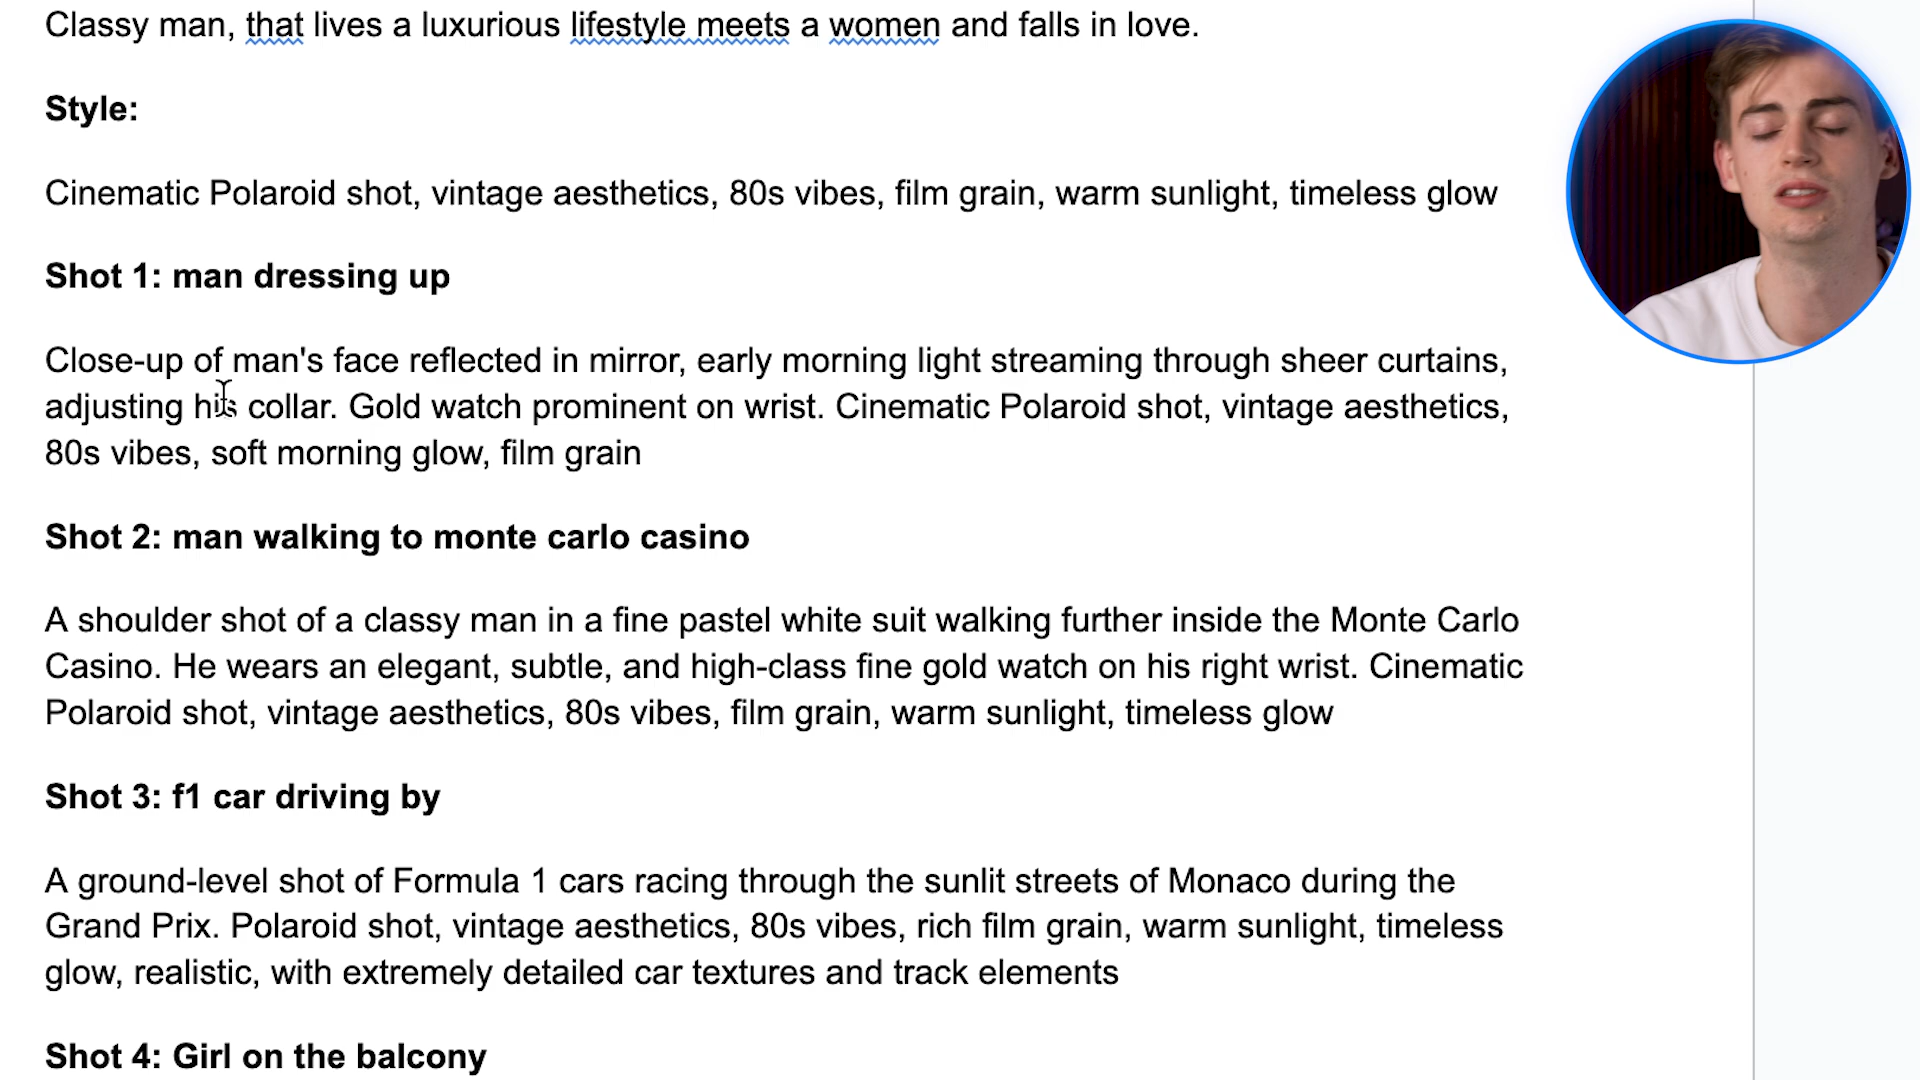 Classy man, that lives a luxurious lifestyle meets a women and falls in love.
Style:
Cinematic Polaroid shot, vintage aesthetics, 80s vibes, film grain, warm sunlight, timeless glow
Shot 1: man dressing up
Close-up of man's face reflected in mirror, early morning light streaming through sheer curtains,
adjusting his collar. Gold watch prominent on wrist. Cinematic Polaroid shot, vintage aesthetics,
80s vibes, soft morning glow, film grain
Shot 2: man walking to monte carlo casino
A shoulder shot of a classy man in a fine pastel white suit walking further inside the Monte Carlo
Casino. He wears an elegant, subtle, and high-class fine gold watch on his right wrist. Cinematic
Polaroid shot, vintage aesthetics, 80s vibes, film grain, warm sunlight, timeless glow
Shot 3: f1 car driving by
A ground-level shot of Formula 1 cars racing through the sunlit streets of Monaco during the
Grand Prix. Polaroid shot, vintage aesthetics, 80s vibes, rich film grain, warm sunlight, timeless
glow, realistic, with extremely detailed car textures and track elements
Shot 4: Girl on the balcony